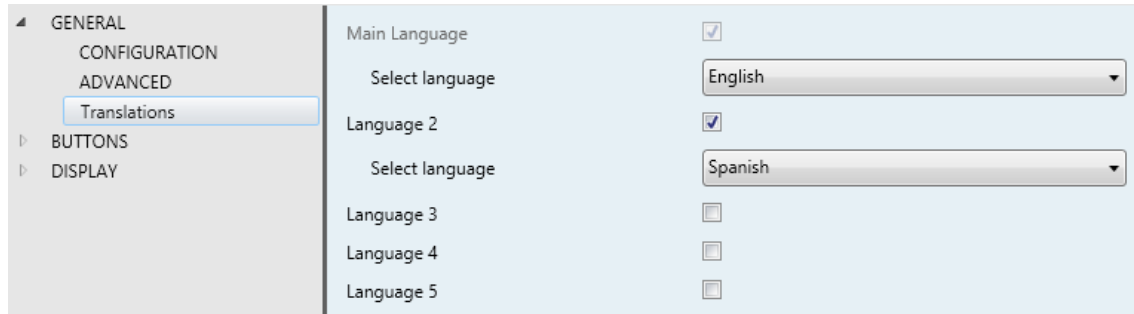 GENERAL
CONFIGURATION
ADVANCED
Translations
BUTTONS
DISPLAY
Main Language
Select language English
Language 2
Select language Spanish
Language 3
Language 4
Language 5